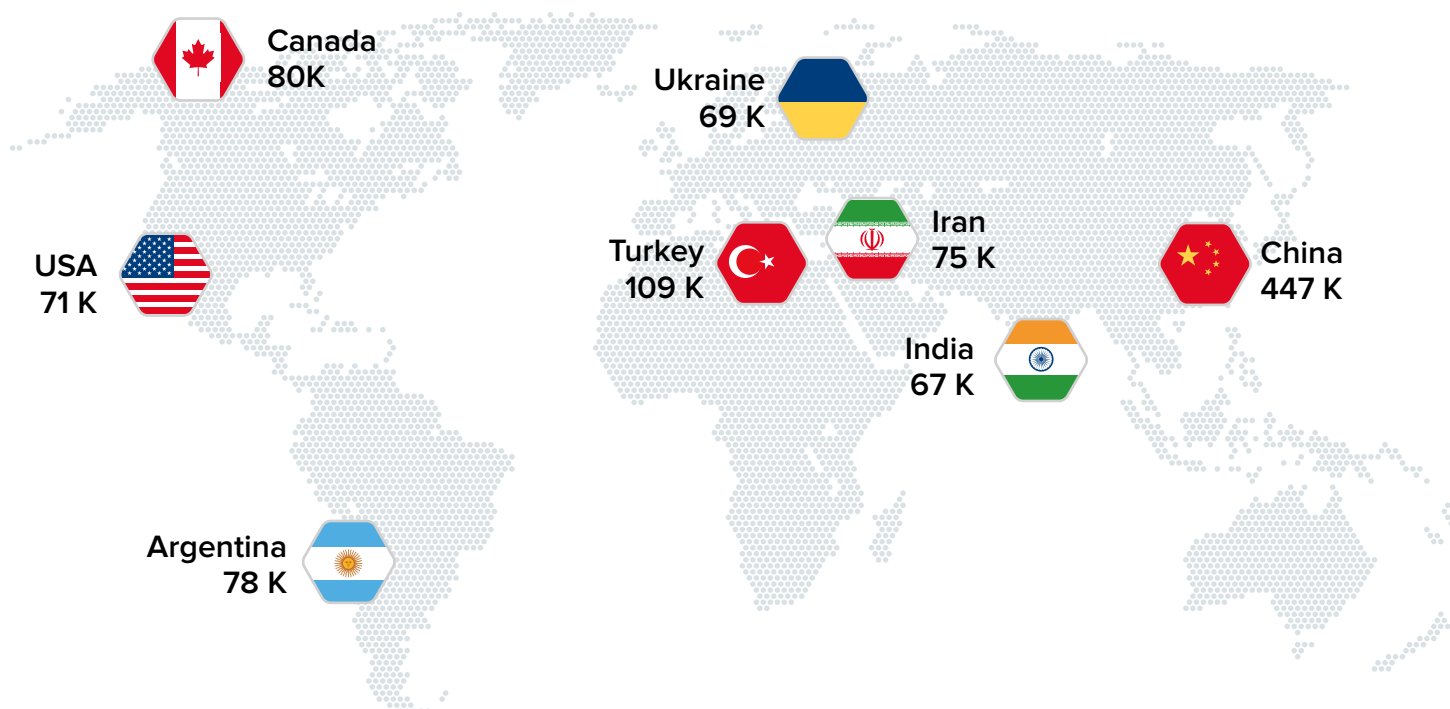 Canada
80K
Ukraine
69 K
Iran
75 K
Turkey
109 K
China
447 K
USA
71 K
India
67 K
Argentina
78 K